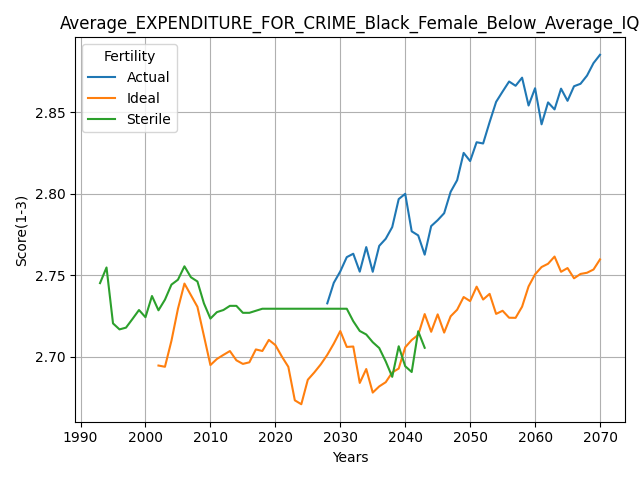 Average_EXPENDITURE_FOR_CRIME_Black_Female_Below_Average_IQ
Fertility
Actual
Ideal
Sterile
Score(1-3)
2.85
2.80
2.75
2.70
1990 2000 2010 2020 2030 2040 2050 2060 2070
Years